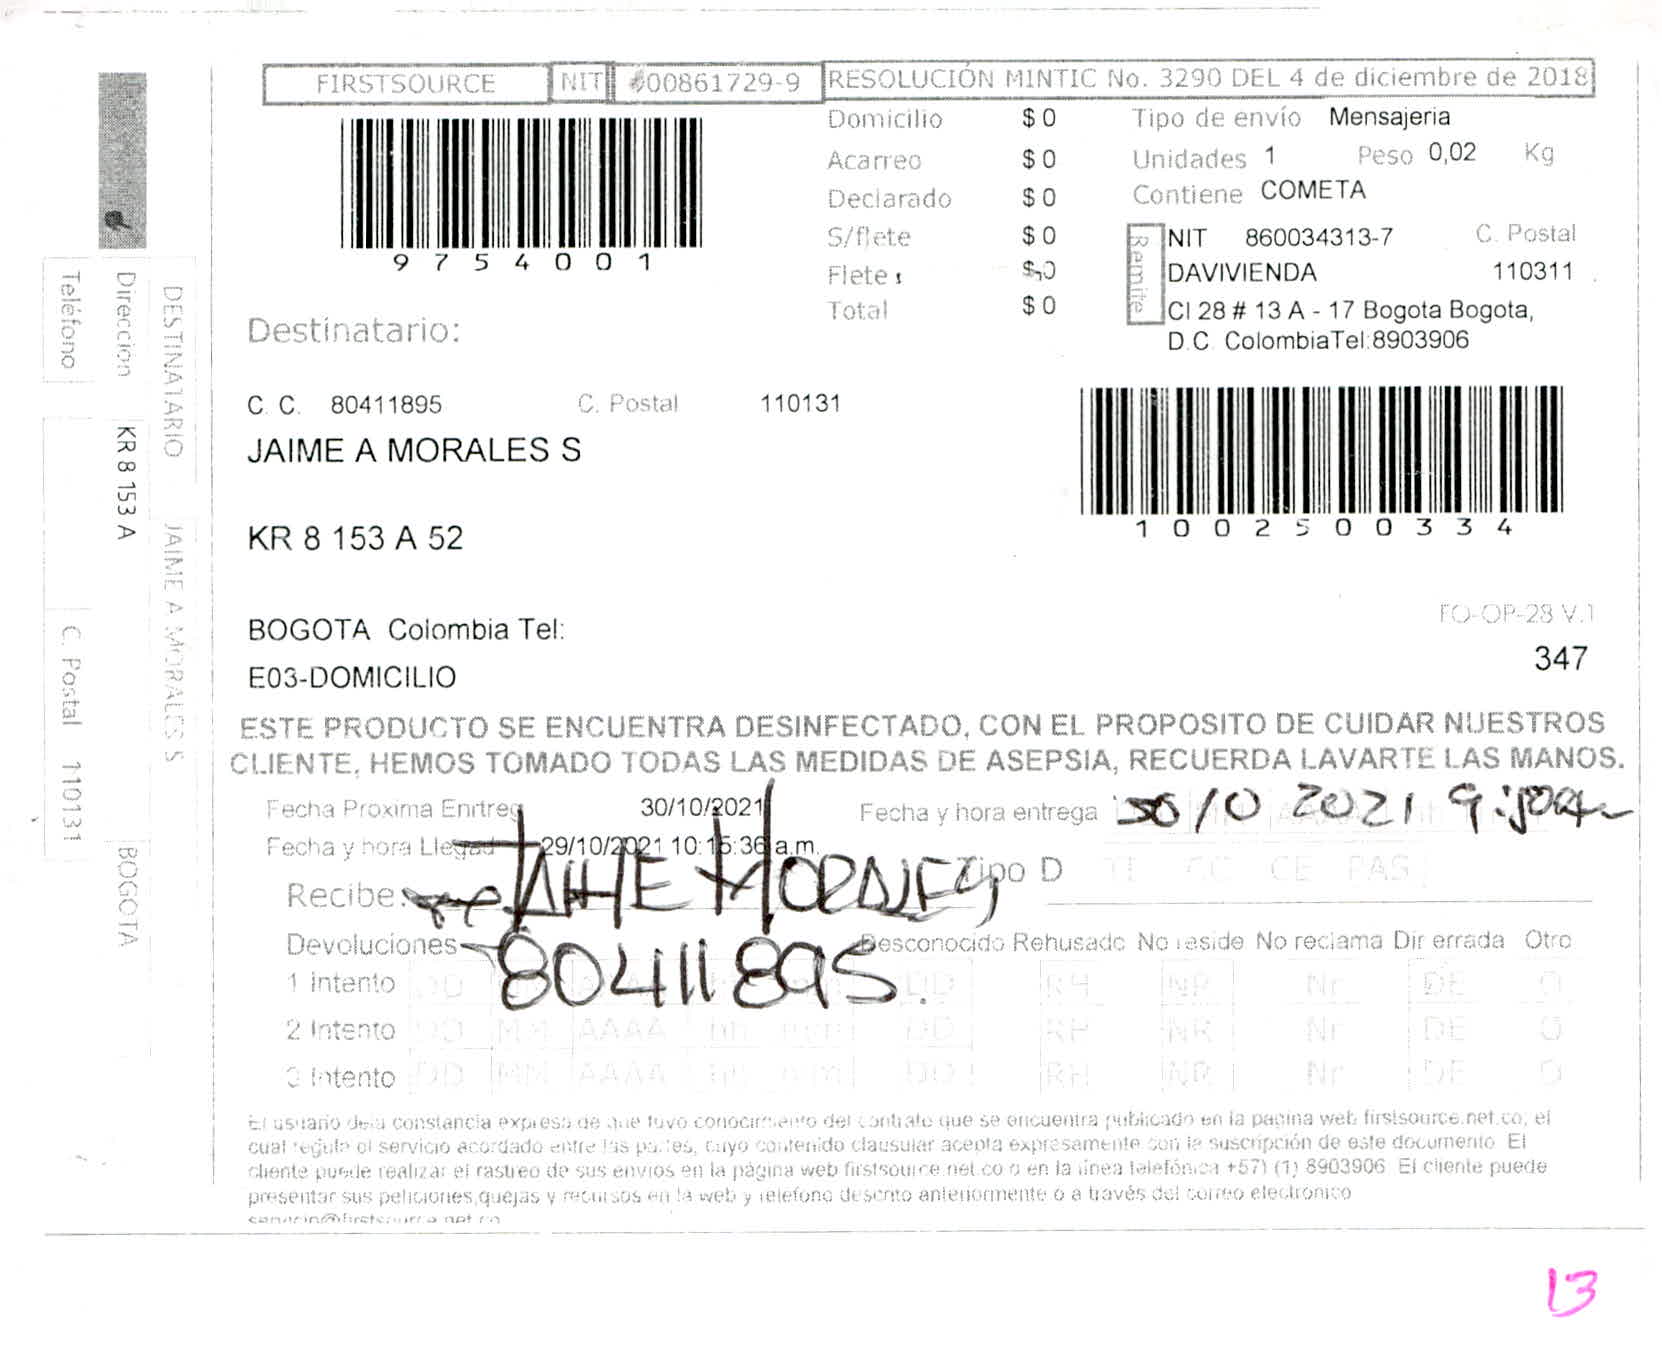 FIRSTSOURCE NIT 900861729-9 RESOLUCIÓN MINTIC No. 3290 DEL 4 de diciembre de 2018
9754001
Domicilio $ 0
Acarreo $ 0
Declarado $ 0
S/flete $ 0
Flete $ 0
Total $ 0
Tipo de envío Mensajeria
Unidades 1 Peso 0,02 Kg
Contiene COMETA
Remite
NIT 860034313-7 C. Postal
DAVIVIENDA 110311
Cl 28 # 13 A - 17 Bogota Bogota,
D.C. ColombiaTel:8903906
Destinatario:
C. C. 80411895 C. Postal 110131
JAIME A MORALES S
1002500334
KR 8 153 A 52
FO-OP-28 V.1
BOGOTA Colombia Tel:
347
E03-DOMICILIO
ESTE PRODUCTO SE ENCUENTRA DESINFECTADO, CON EL PROPOSITO DE CUIDAR NUESTROS
CLIENTE, HEMOS TOMADO TODAS LAS MEDIDAS DE ASEPSIA, RECUERDA LAVARTE LAS MANOS.
Fecha Proxima Enrtreg 30/10/2021 Fecha y hora entrega 30/10 2021
Fecha y hora Llegad 29/10/2021 10:15:36 a.m.
Recibe: JAIME MORALES Tipo D TI CC CE PAS
80411895.
Devoluciones Desconocido Rehusado No reside No reclama Dir errada Otro
1 Intento DD DD RH NR Nr DE O
2 Intento DD MM AAAA hh mm DD RH NR Nr DE O
3 Intento DD MM AAAA hh mm DD RH NR Nr DE O
El usuario deja constancia expresa de que tuvo conocimiento del contrato que se encuentra publicado en la pagina web firstsource.net.co, el
cual regula el servicio acordado entre las partes, cuyo contenido clausular acepta expresamente con la suscripción de este documento. El
cliente puede realizar el rastreo de sus envios en la página web firstsource.net.co o en la línea telefónica +57) (1) 8903906 El cliente puede
presentar sus peticiones,quejas y recursos en la web y telefono descrito anteriormente o a través del correo electronico
servicio@firstsource.net.co
DESTINATARIO JAIME A MORALES S
Direccion KR 8 153 A BOGOTA
Teléfono C. Postal 110131
13